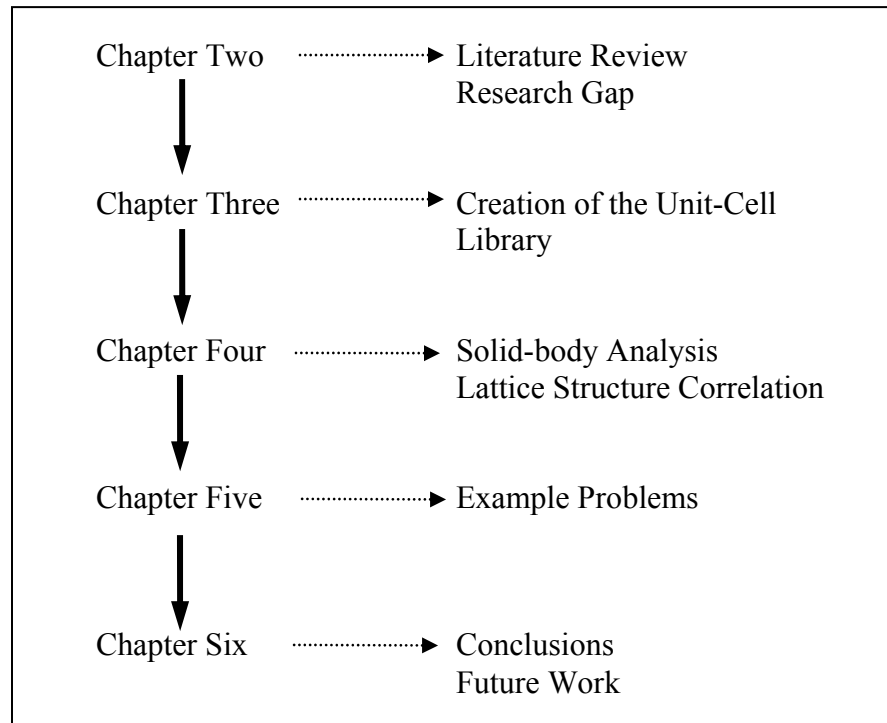 Chapter Two
Literature Review
Research Gap
Chapter Three
Creation of the Unit-Cell
Library
Chapter Four
Solid-body Analysis
Lattice Structure Correlation
Chapter Five
Example Problems
Chapter Six
Conclusions
Future Work